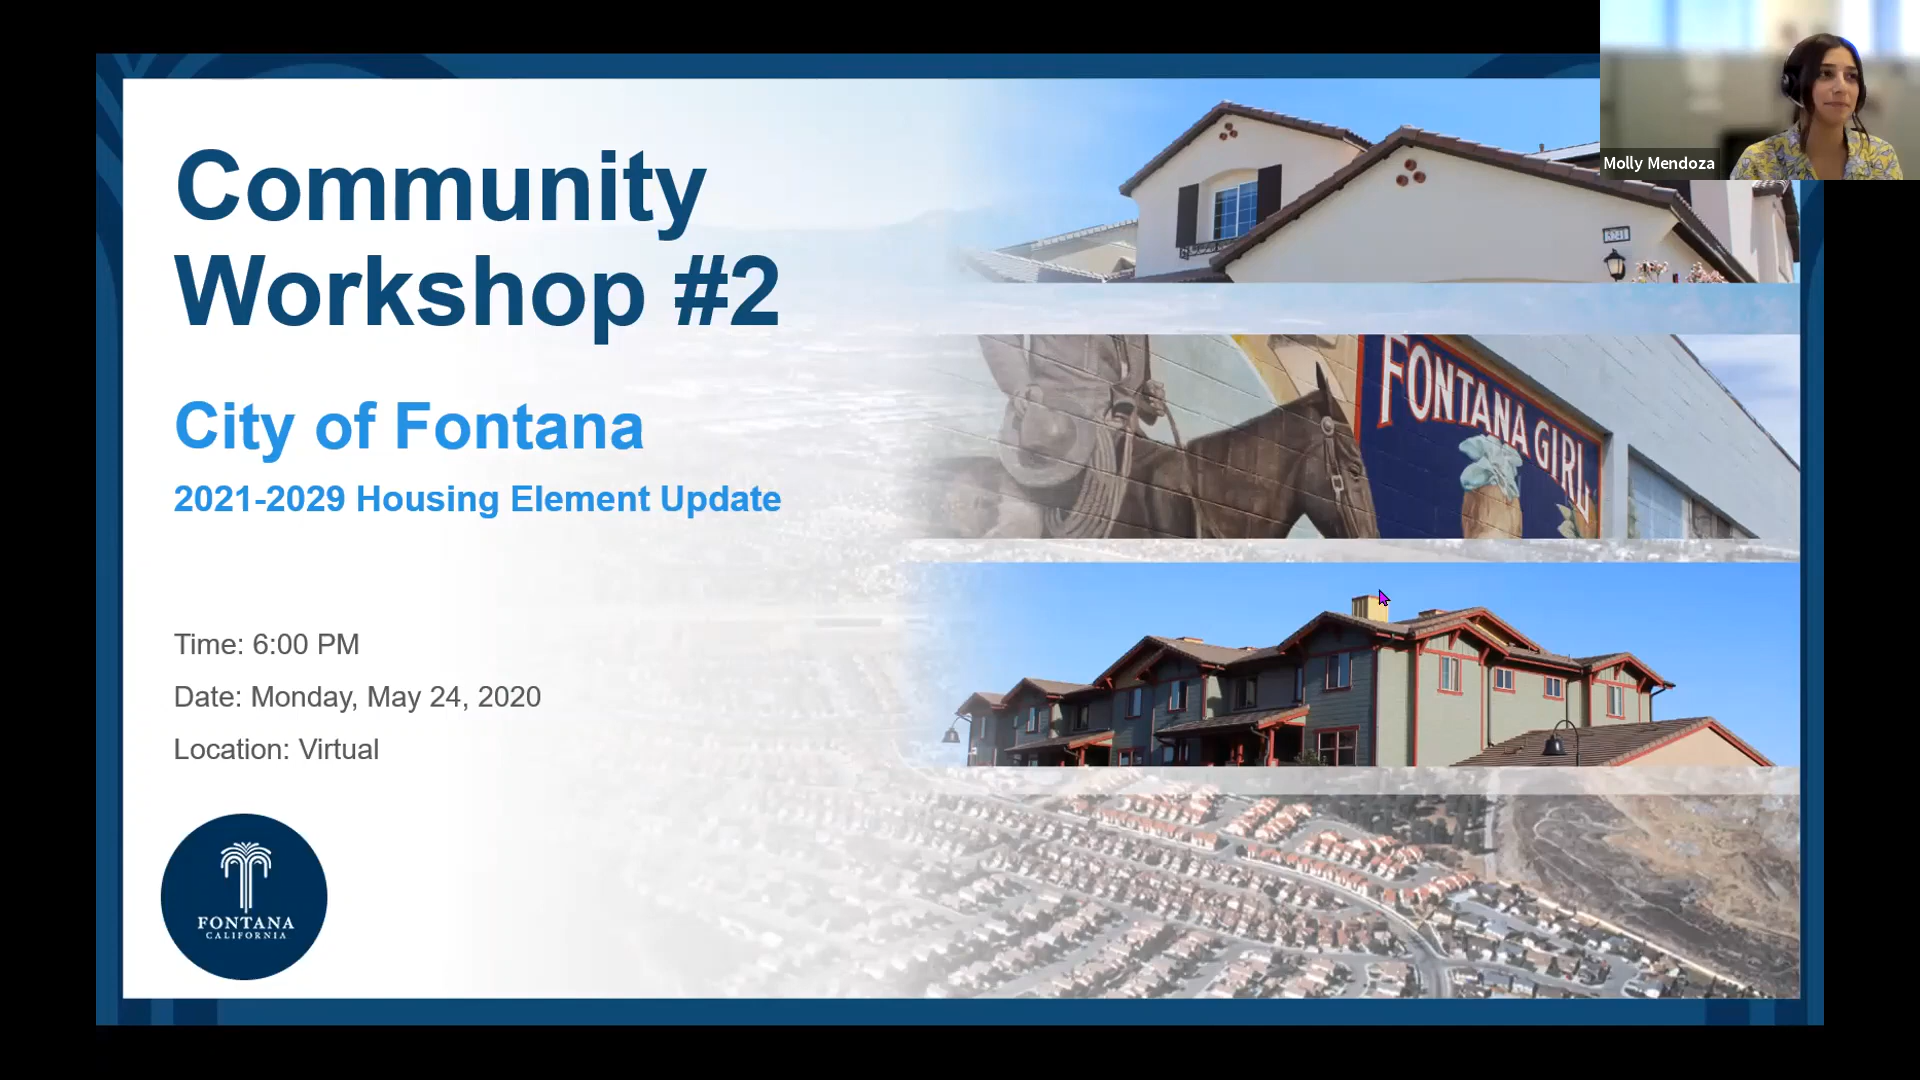 Community
Workshop #2
City of Fontana
2021-2029 Housing Element Update
Time: 6:00 PM
Date: Monday, May 24, 2020
Location: Virtual
FONTANA
CALIFORNIA
Molly Mendoza
FONTANA GIRL